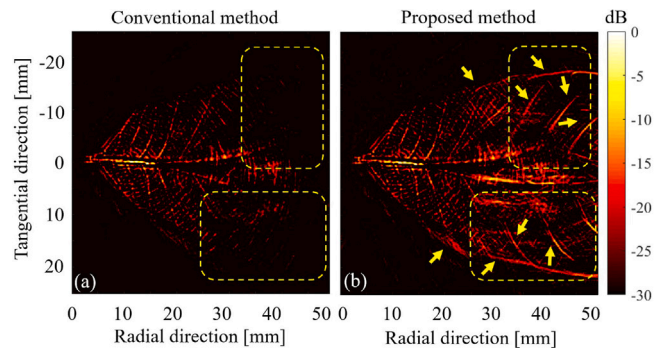 Conventional method
Proposed method
dB
Tangential direction [mm]
-20
-10
0
10
20
(a)
(b)
0
-5
-10
-15
-20
-25
-30
0 10 20 30 40 50
0 10 20 30 40 50
Radial direction [mm]
Radial direction [mm]